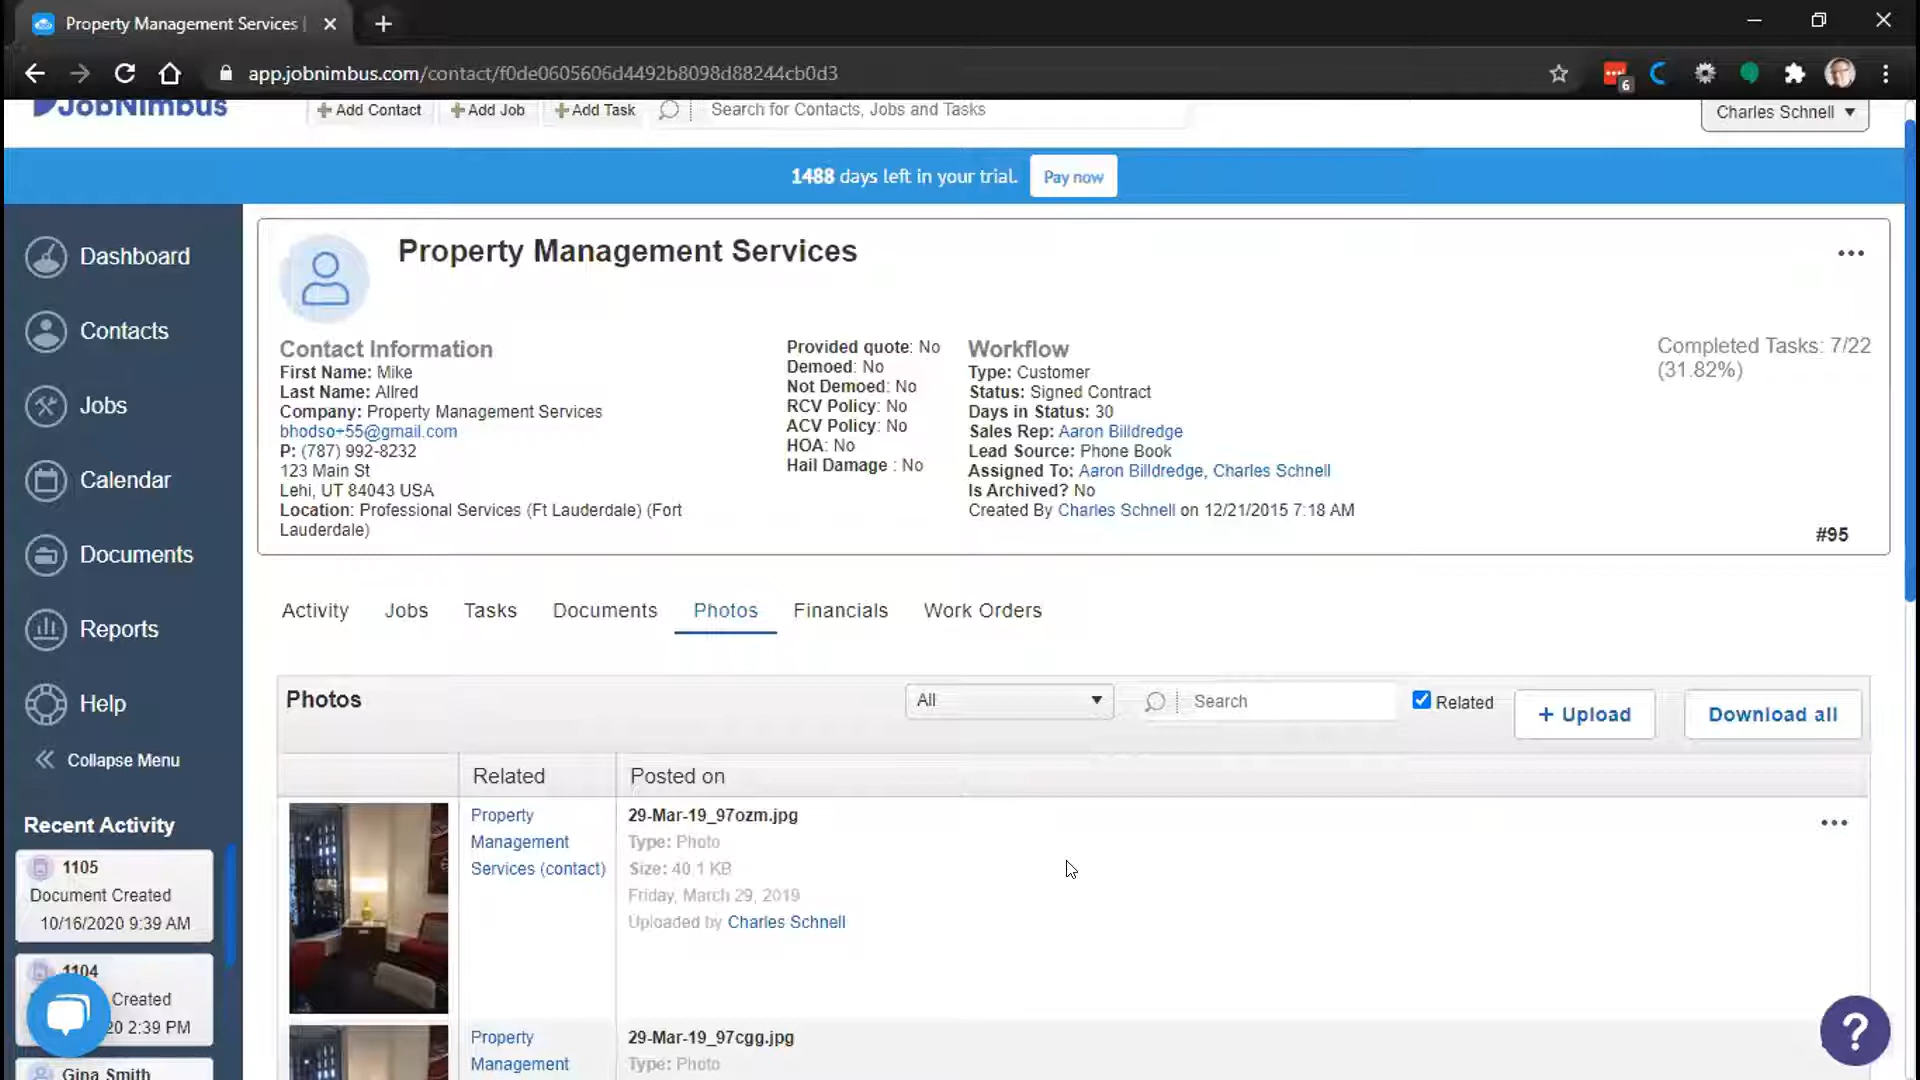 Property Management Services |
app.jobnimbus.com/contact/f0de0605606d4492b8098d88244cb0d3
6
JobNimbus
+ Add Contact
+ Add Job
+ Add Task
Search for Contacts, Jobs and Tasks
Charles Schnell
1488 days left in your trial.
Pay now
Dashboard
Contacts
Jobs
Calendar
Documents
Reports
Help
Collapse Menu
Recent Activity
1105
Document Created
10/16/2020 9:39 AM
1104
Created
20 2:39 PM
Gina Smith
Property Management Services
Contact Information
First Name: Mike
Last Name: Allred
Company: Property Management Services
bhodso+55@gmail.com
P: (787) 992-8232
123 Main St
Lehi, UT 84043 USA
Location: Professional Services (Ft Lauderdale) (Fort
Lauderdale)
Provided quote: No
Demoed: No
Not Demoed: No
RCV Policy: No
ACV Policy: No
HOA: No
Hail Damage : No
Workflow
Type: Customer
Status: Signed Contract
Days in Status: 30
Sales Rep: Aaron Billdredge
Lead Source: Phone Book
Assigned To: Aaron Billdredge, Charles Schnell
Is Archived? No
Created By Charles Schnell on 12/21/2015 7:18 AM
Completed Tasks: 7/22
(31.82%)
#95
Activity
Jobs
Tasks
Documents
Photos
Financials
Work Orders
Photos
All
Search
Related
+ Upload
Download all
Related
Posted on
Property
Management
Services (contact)
29-Mar-19_97ozm.jpg
Type: Photo
Size: 40.1 KB
Friday, March 29, 2019
Uploaded by Charles Schnell
Property
Management
29-Mar-19_97cgg.jpg
Type: Photo
?